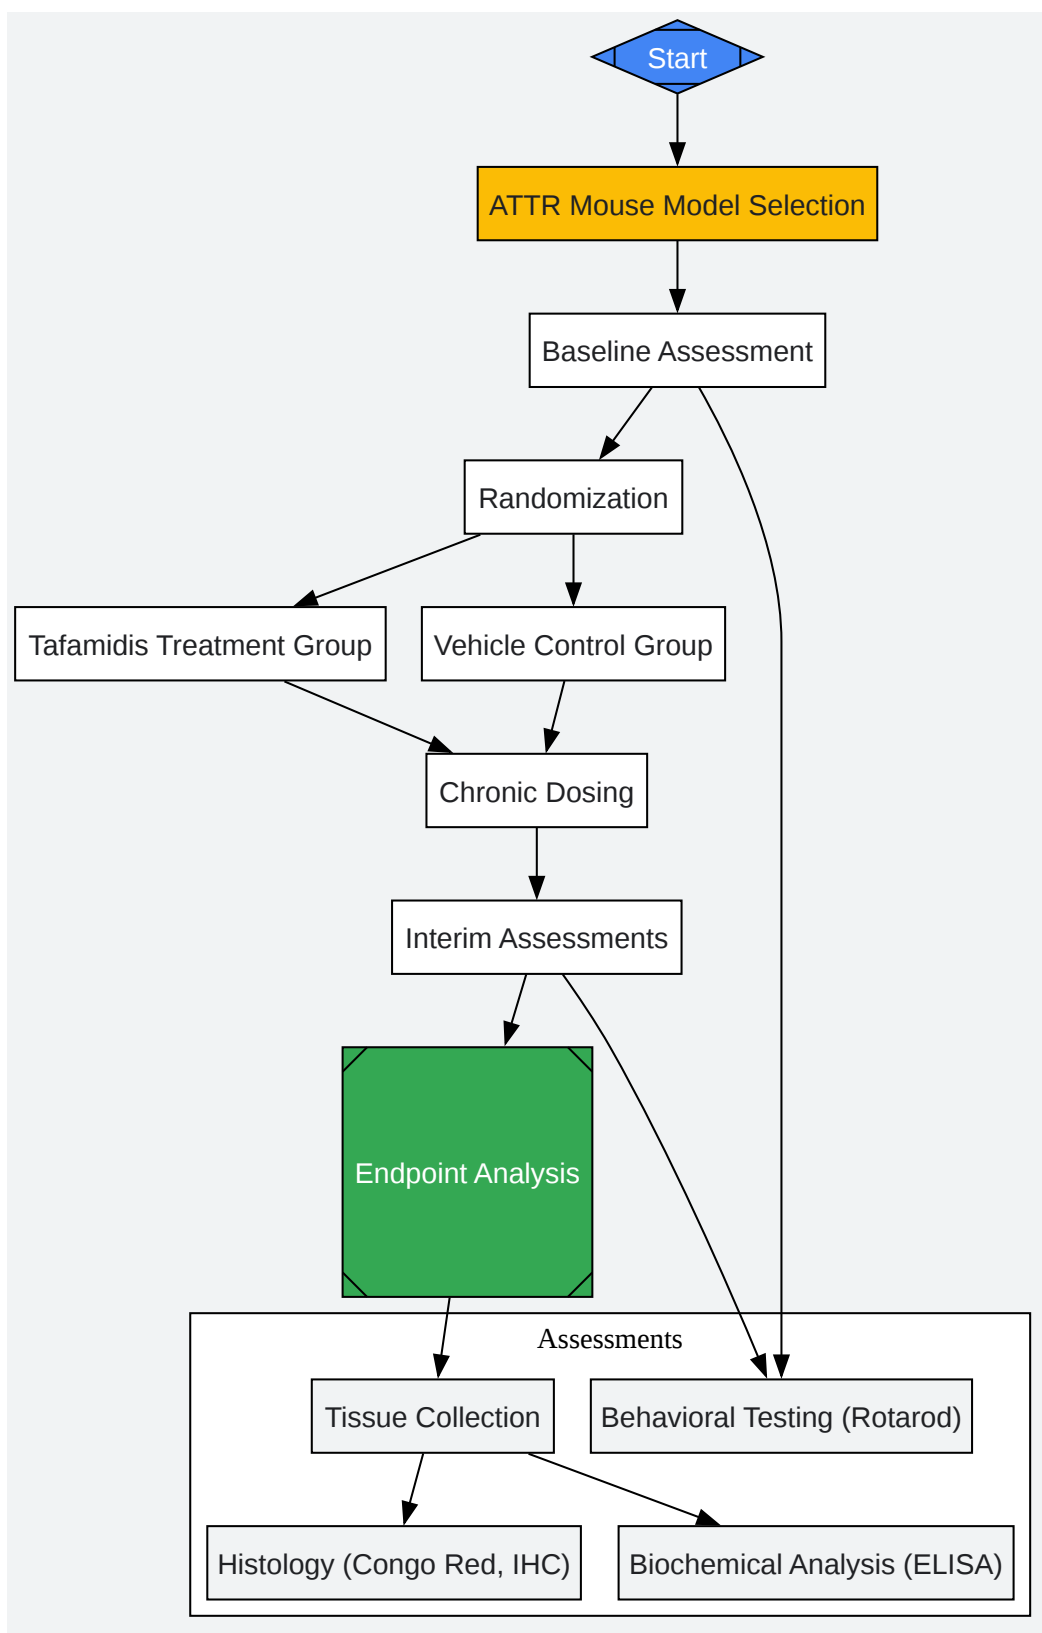 Start
ATTR Mouse Model Selection
Baseline Assessment
Randomization
Tafamidis Treatment Group
Vehicle Control Group
Chronic Dosing
Interim Assessments
Endpoint Analysis
Assessments
Tissue Collection
Behavioral Testing (Rotarod)
Histology (Congo Red, IHC)
Biochemical Analysis (ELISA)